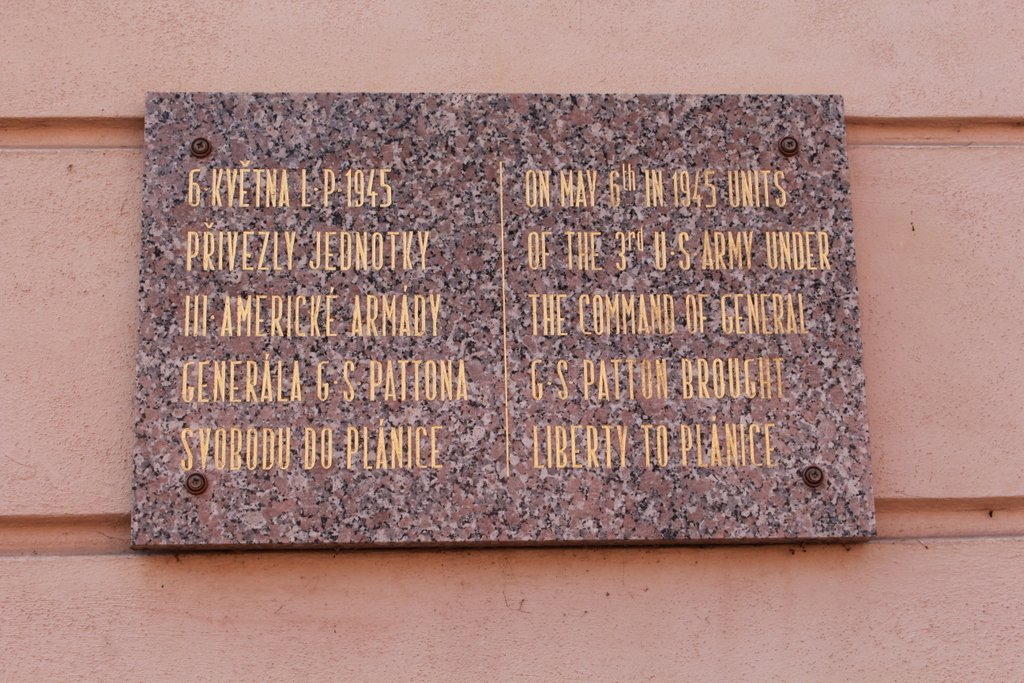 6·KVĚTNA L·P·1945
PŘIVEZLY JEDNOTKY
III·AMERICKÉ ARMÁDY
GENERÁLA G·S·PATTONA
SVOBODU DO PLÁNICE
ON MAY 6th IN 1945 UNITS
OF THE 3rd U·S·ARMY UNDER
THE COMMAND OF GENERAL
G·S·PATTON BROUGHT
LIBERTY TO PLÁNICE